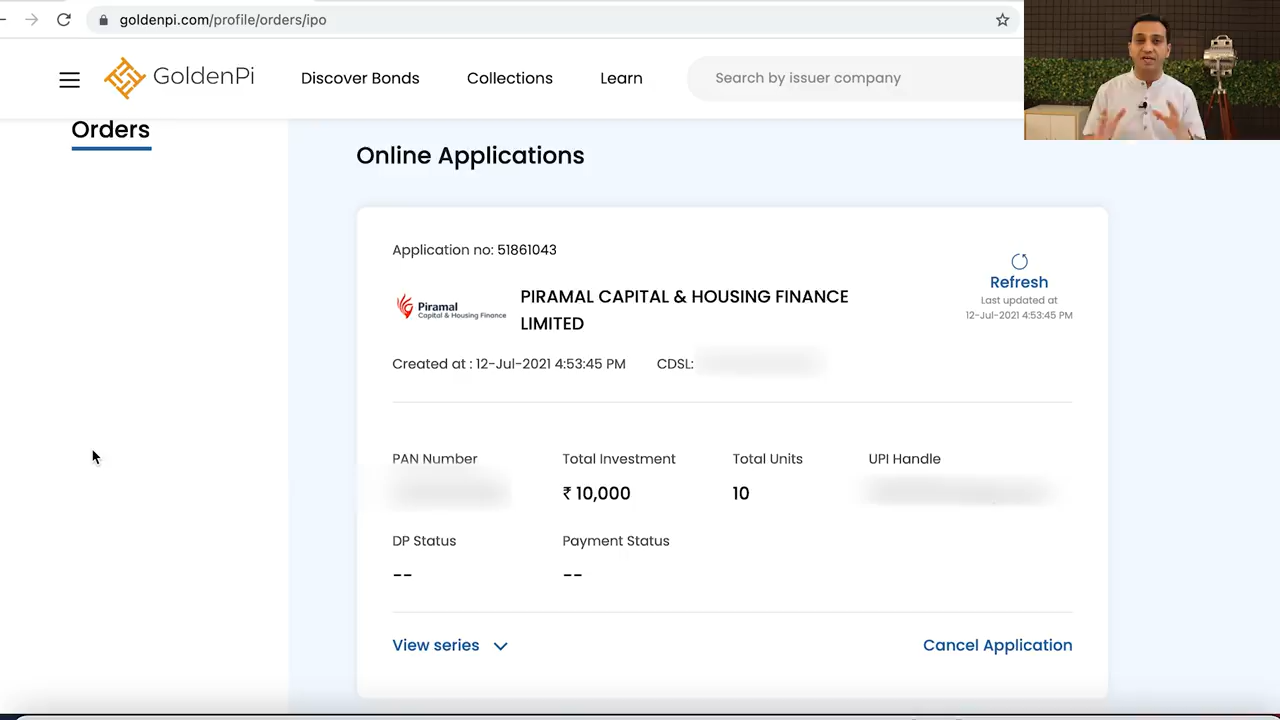 goldenpi.com/profile/orders/ipo
GoldenPi
Discover Bonds
Collections
Learn
Search by issuer company
Orders
Online Applications
Application no: 51861043
Refresh
Last updated at
12-Jul-2021 4:53:45 PM
Piramal
Capital & Housing Finance
PIRAMAL CAPITAL & HOUSING FINANCE
LIMITED
Created at : 12-Jul-2021 4:53:45 PM CDSL:
PAN Number Total Investment Total Units UPI Handle
₹ 10,000 10
DP Status Payment Status
-- --
View series
Cancel Application